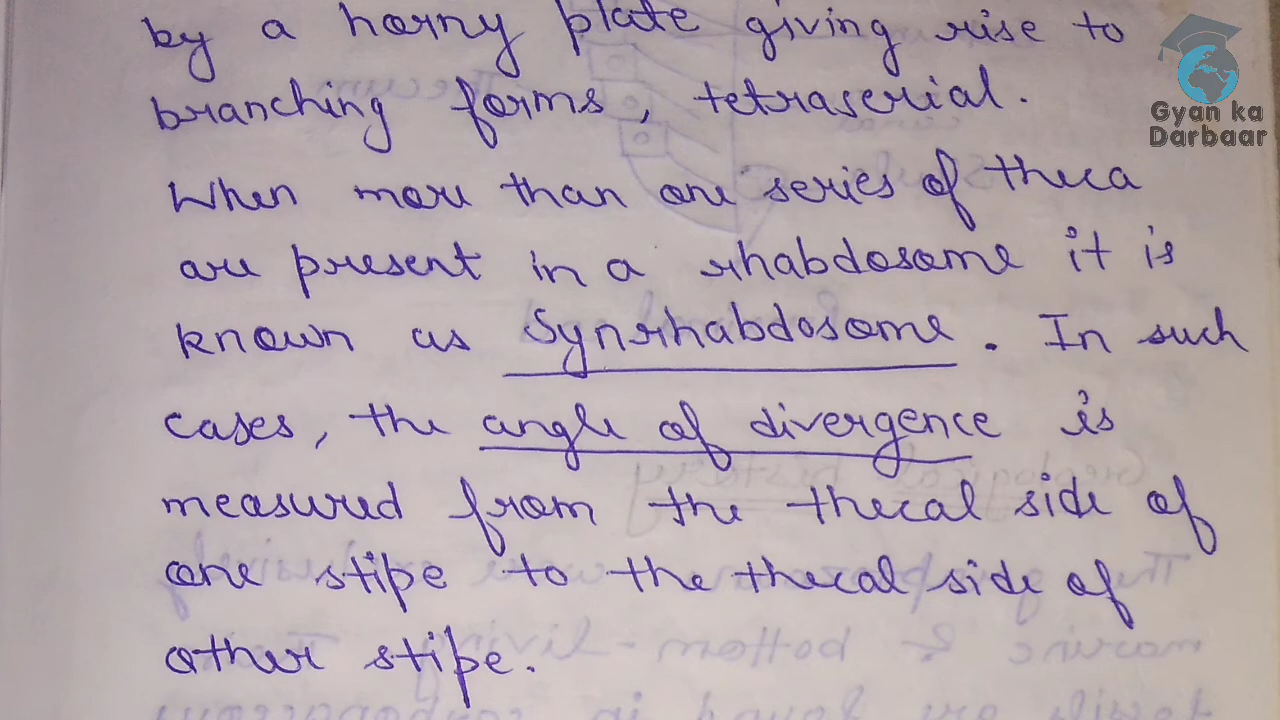 by a horny plate giving rise to
branching forms, tetraserial.
When more than one series of theca
are present in a rhabdosome it is
known as Synrhabdosome. In such
cases, the angle of divergence is
measured from the thecal side of
one stipe to the thecal side of
other stipe.
Gyan ka
Darbaar